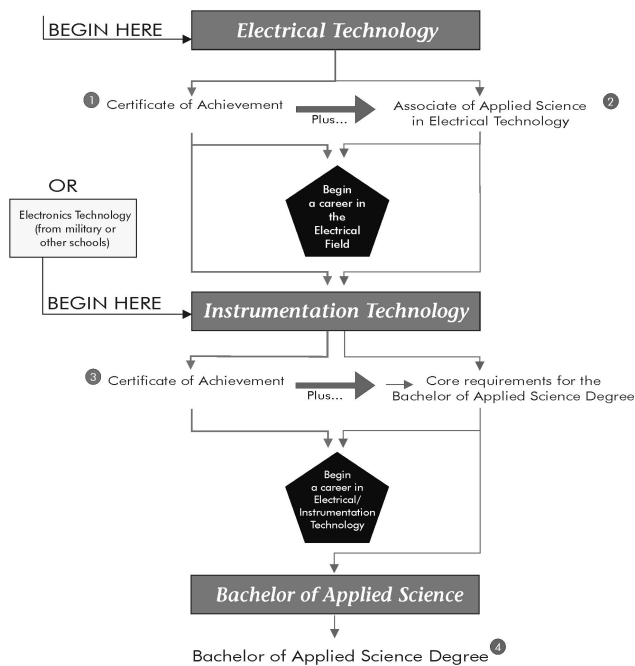 BEGIN HERE
Electrical Technology
1 Certificate of Achievement
Plus...
Associate of Applied Science 2
in Electrical Technology
Begin
a career in
the
Electrical
Field
OR
Electronics Technology
(from military or
other schools)
BEGIN HERE
Instrumentation Technology
3 Certificate of Achievement
Plus...
Core requirements for the
Bachelor of Applied Science Degree
Begin
a career in
Electrical/
Instrumentation
Technology
Bachelor of Applied Science
Bachelor of Applied Science Degree 4